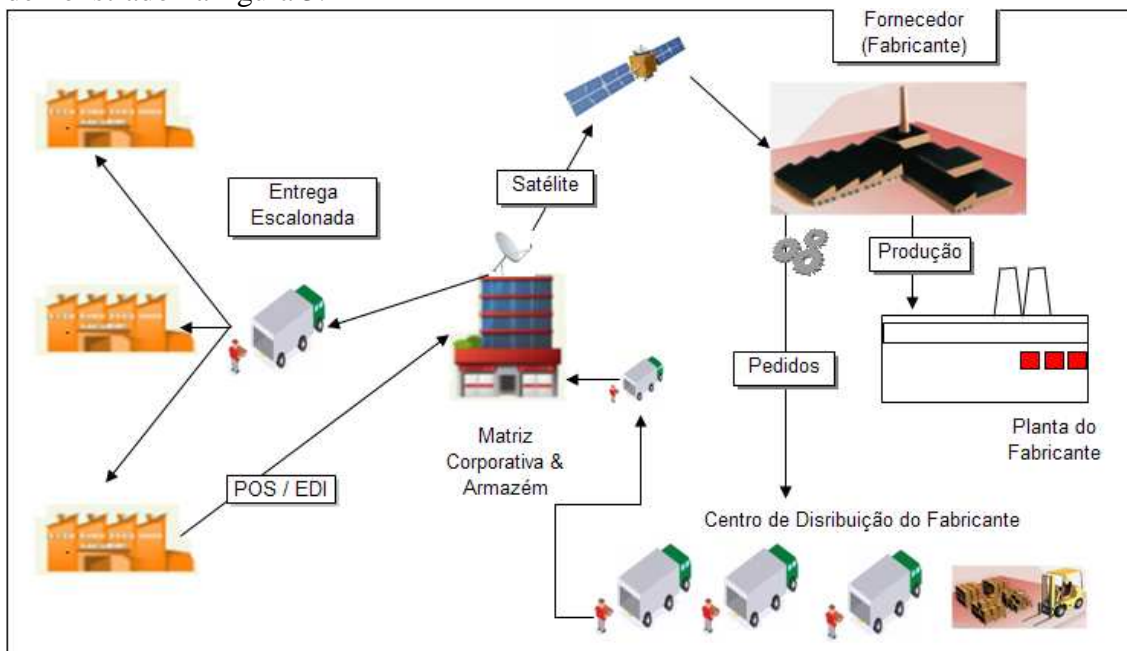 Fornecedor
(Fabricante)
Entrega
Escalonada
Satélite
Produção
Pedidos
Planta do
Fabricante
Matriz
Corporativa &
Armazém
POS / EDI
Centro de Disribuição do Fabricante